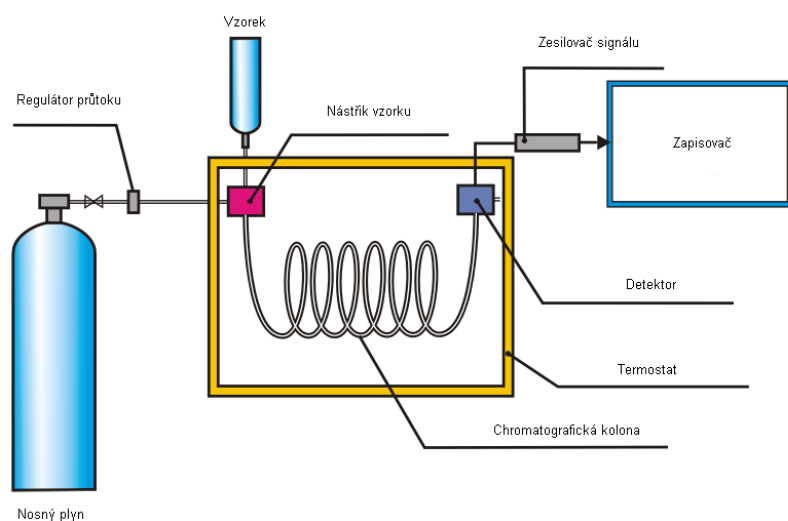 Vzorek
Zesilovač signálu
Regulátor průtoku
Nástřik vzorku
Zapisovač
Detektor
Termostat
Chromatografická kolona
Nosný plyn